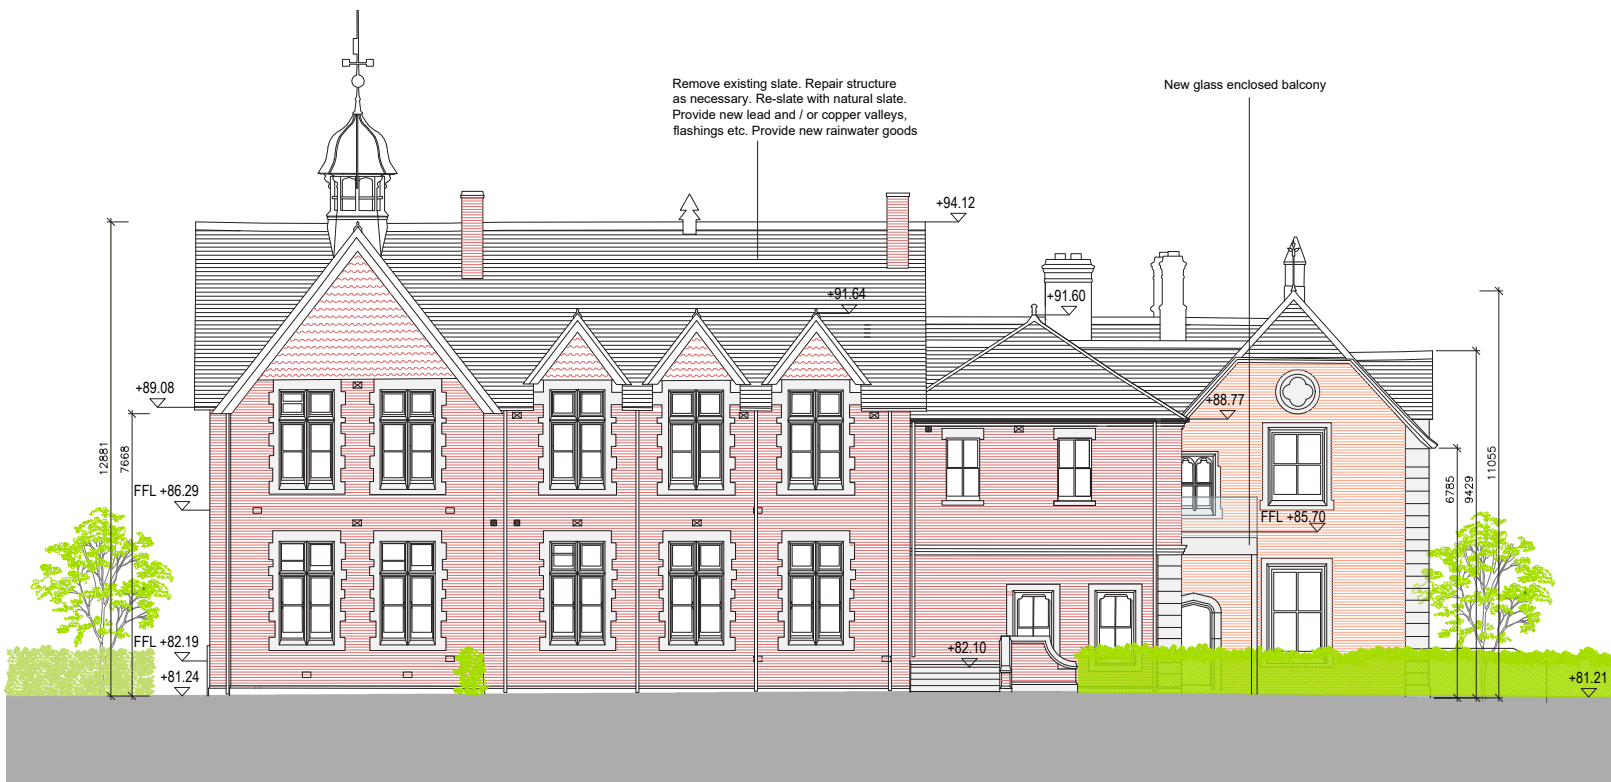 Remove existing slate. Repair structure
as necessary. Re-slate with natural slate.
Provide new lead and / or copper valleys,
flashings etc. Provide new rainwater goods
New glass enclosed balcony
+94.12
+91.64
+91.60
+89.08
+88.77
12881
7668
FFL +86.29
FFL +85.70
6785
9429
11055
FFL +82.19
+82.10
+81.24
+81.21